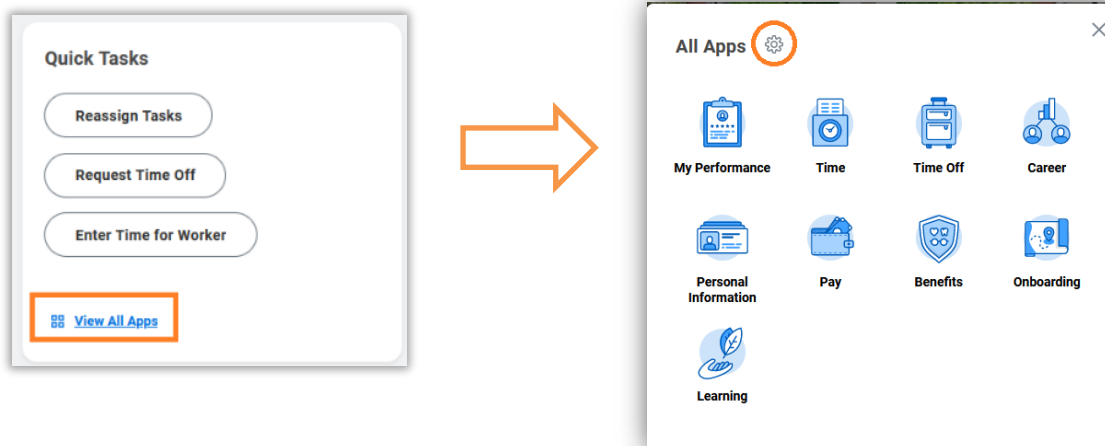 Quick Tasks
Reassign Tasks
Request Time Off
Enter Time for Worker
View All Apps
All Apps
My Performance
Time
Time Off
Career
Personal
Information
Pay
Benefits
Onboarding
Learning